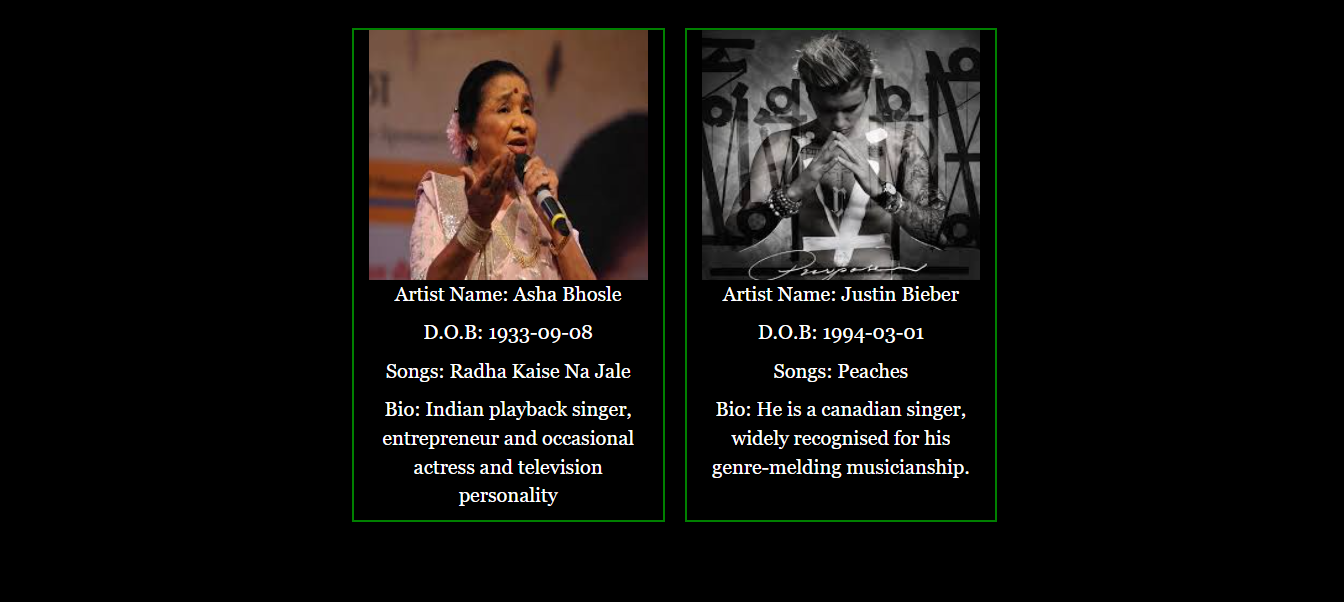 Artist Name: Asha Bhosle
D.O.B: 1933-09-08
Songs: Radha Kaise Na Jale
Bio: Indian playback singer,
entrepreneur and occasional
actress and television
personality
Purpose
Artist Name: Justin Bieber
D.O.B: 1994-03-01
Songs: Peaches
Bio: He is a canadian singer,
widely recognised for his
genre-melding musicianship.